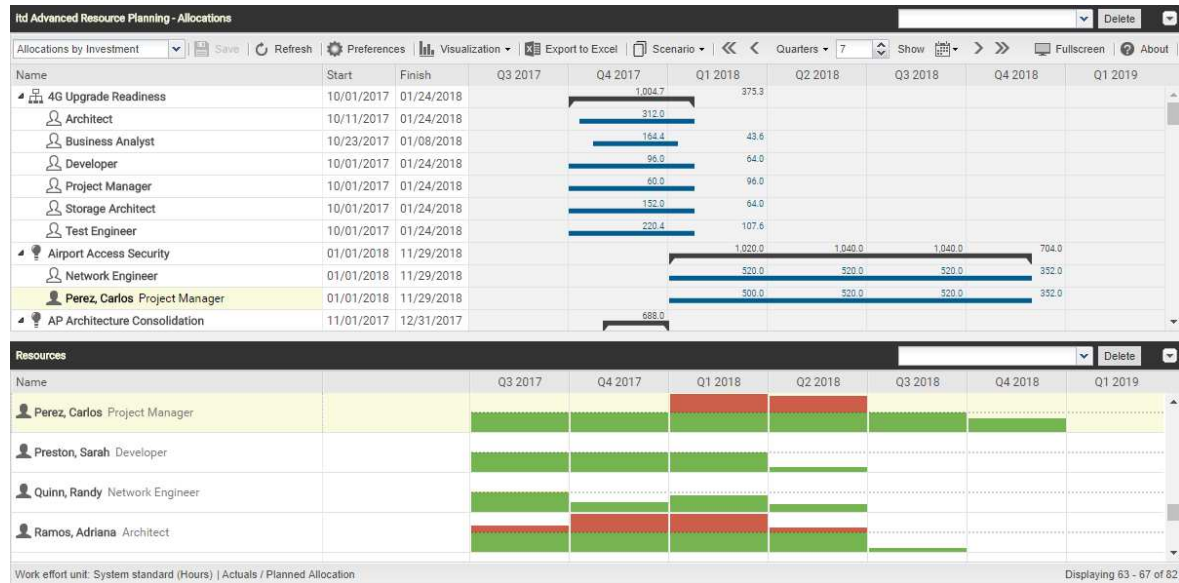 itd Advanced Resource Planning - Allocations Delete
Allocations by Investment Save Refresh Preferences Visualization Export to Excel Scenario Quarters 7 Show Fullscreen About
Name Start Finish Q3 2017 Q4 2017 Q1 2018 Q2 2018 Q3 2018 Q4 2018 Q1 2019
4G Upgrade Readiness 10/01/2017 01/24/2018 1,004.7 375.3
Architect 10/11/2017 01/24/2018 312.0
Business Analyst 10/23/2017 01/08/2018 164.4 43.6
Developer 10/01/2017 01/24/2018 96.0 64.0
Project Manager 10/01/2017 01/24/2018 60.0 96.0
Storage Architect 10/01/2017 01/24/2018 152.0 64.0
Test Engineer 10/01/2017 01/24/2018 220.4 107.6
Airport Access Security 01/01/2018 11/29/2018 1,020.0 1,040.0 1,040.0 704.0
Network Engineer 01/01/2018 11/29/2018 520.0 520.0 520.0 352.0
Perez, Carlos Project Manager 01/01/2018 11/29/2018 500.0 520.0 520.0 352.0
AP Architecture Consolidation 11/01/2017 12/31/2017 688.0
Resources Delete
Name Q3 2017 Q4 2017 Q1 2018 Q2 2018 Q3 2018 Q4 2018 Q1 2019
Perez, Carlos Project Manager
Preston, Sarah Developer
Quinn, Randy Network Engineer
Ramos, Adriana Architect
Work effort unit: System standard (Hours) | Actuals / Planned Allocation Displaying 63 - 67 of 82